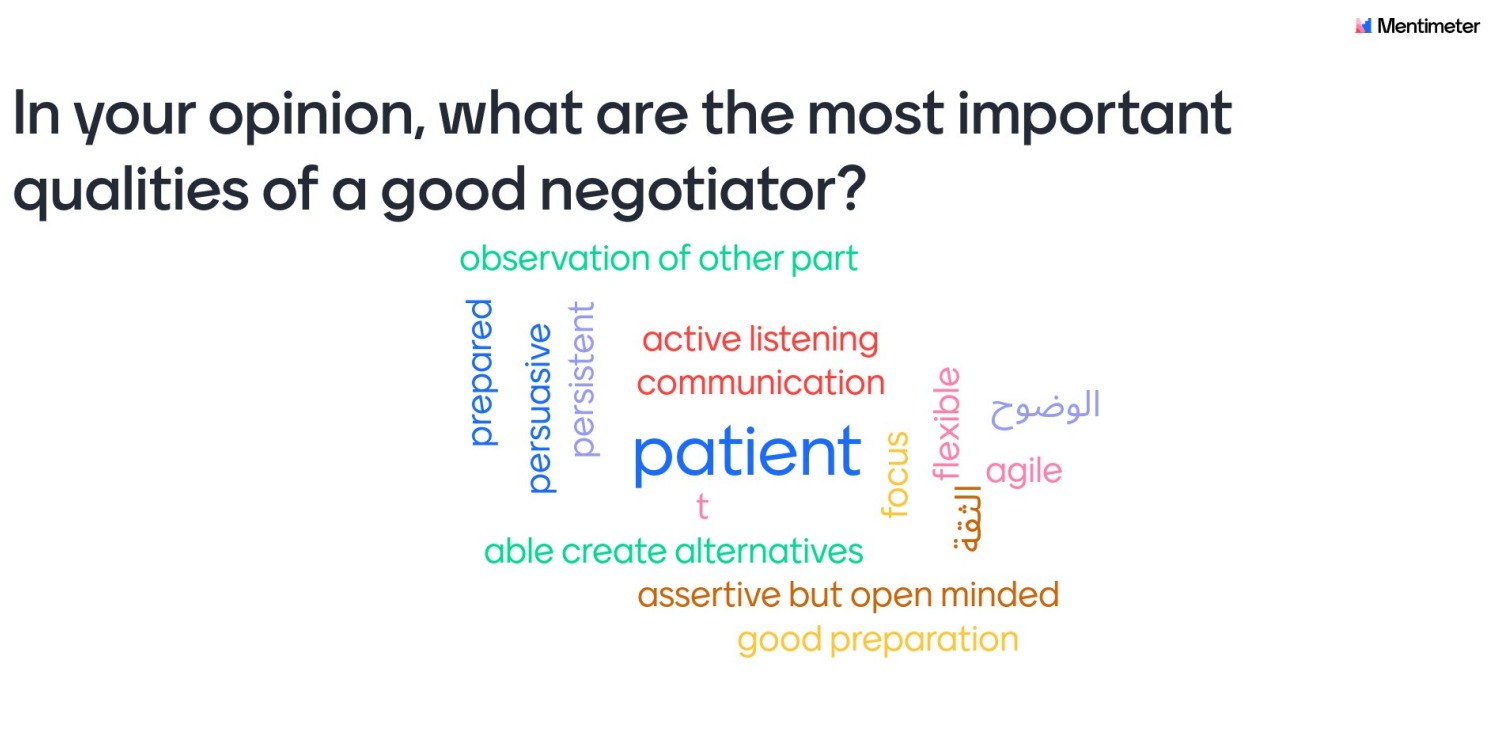 Mentimeter
In your opinion, what are the most important
qualities of a good negotiator?
observation of other part
prepared
persuasive
persistent
active listening
communication
patient
t
focus
flexible
الوضوح
agile
الثقة
able create alternatives
assertive but open minded
good preparation